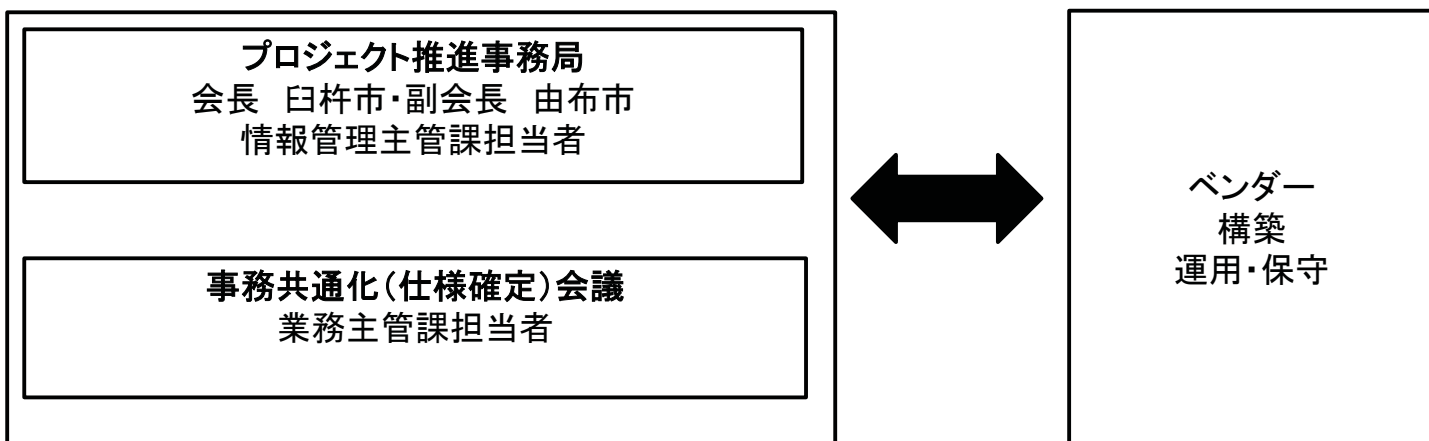 プロジェクト推進事務局
会長　臼杵市・副会長　由布市
情報管理主管課担当者
事務共通化（仕様確定）会議
業務主管課担当者
ベンダー
構築
運用・保守